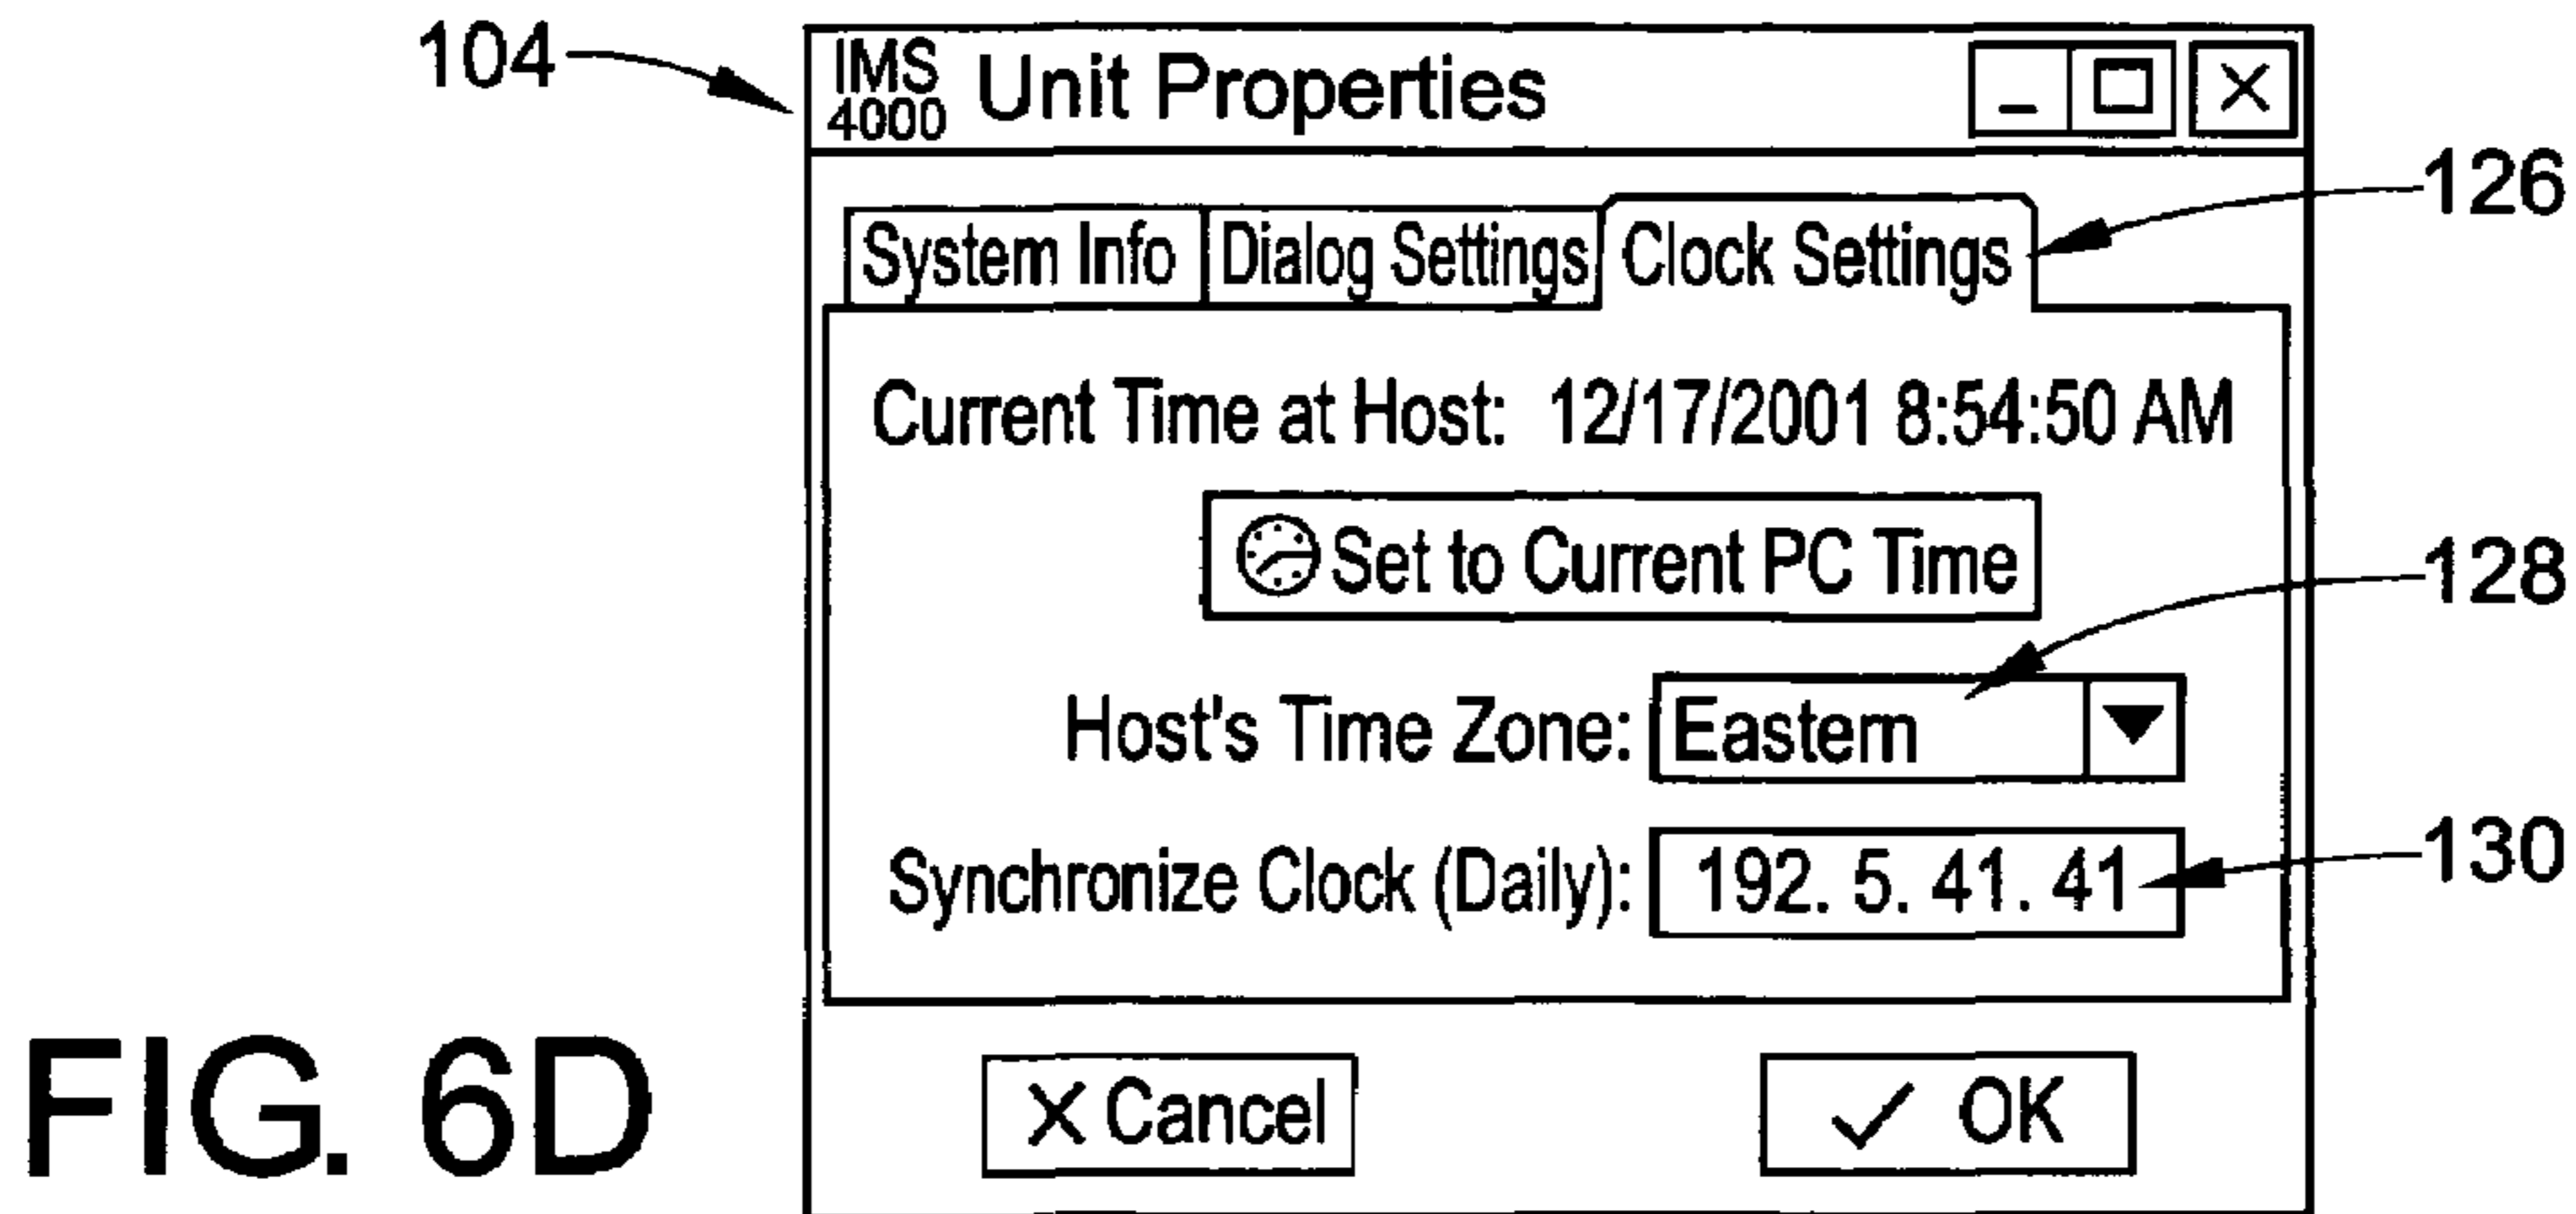 104
IMS
4000
Unit Properties
126
System Info
Dialog Settings
Clock Settings
Current Time at Host: 12/17/2001 8:54:50 AM
Set to Current PC Time
128
Host's Time Zone: Eastern
Synchronize Clock (Daily): 192. 5. 41. 41
130
Cancel
OK
FIG. 6D